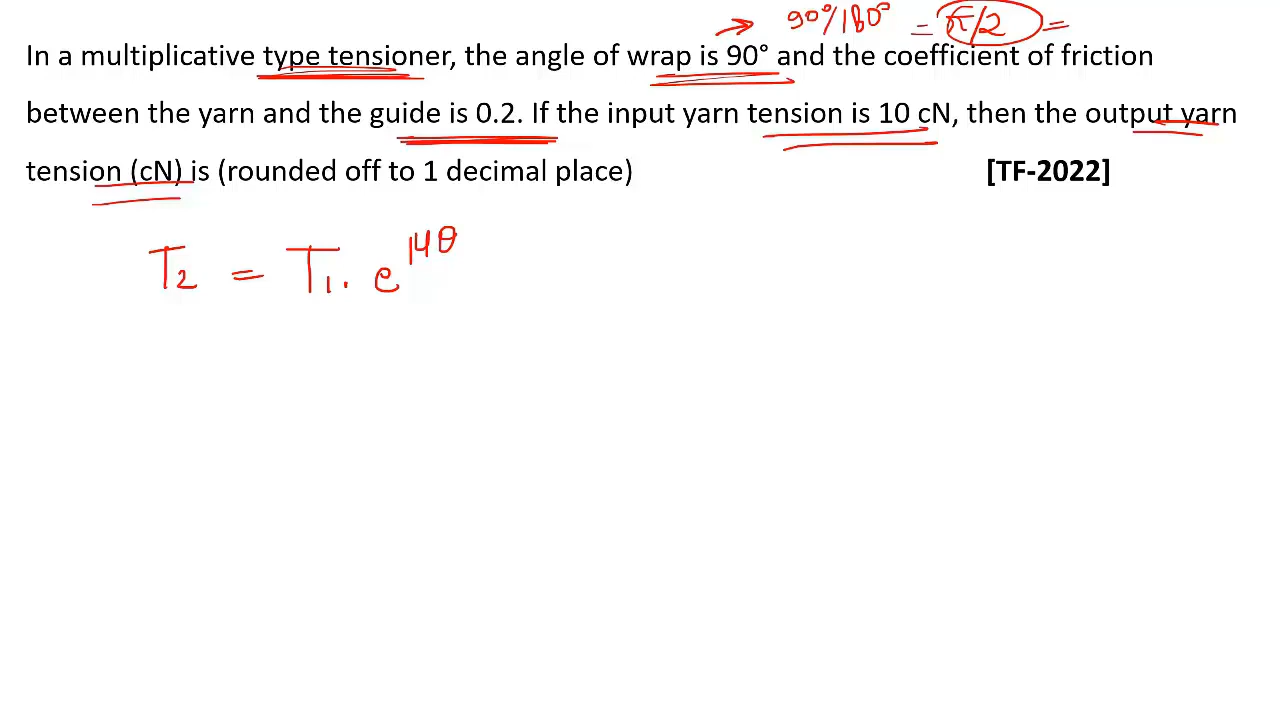 → 90°/180° = π/2 =
In a multiplicative type tensioner, the angle of wrap is 90° and the coefficient of friction
between the yarn and the guide is 0.2. If the input yarn tension is 10 cN, then the output yarn
tension (cN) is (rounded off to 1 decimal place) [TF-2022]
T₂ = T₁. e^μθ